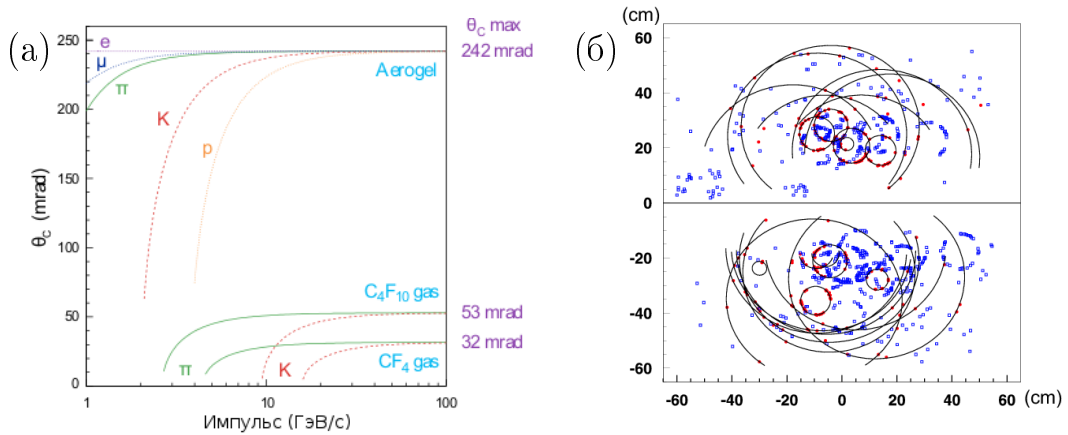 (а)
θC (mrad)
250
200
150
100
50
0
e
μ
π
K
p
Aerogel
C4F10 gas
CF4 gas
π
K
θC max
242 mrad
53 mrad
32 mrad
1
10
100
Импульс (ГэВ/c)
(б)
(cm)
60
40
20
0
-20
-40
-60
-60
-40
-20
0
20
40
60
(cm)